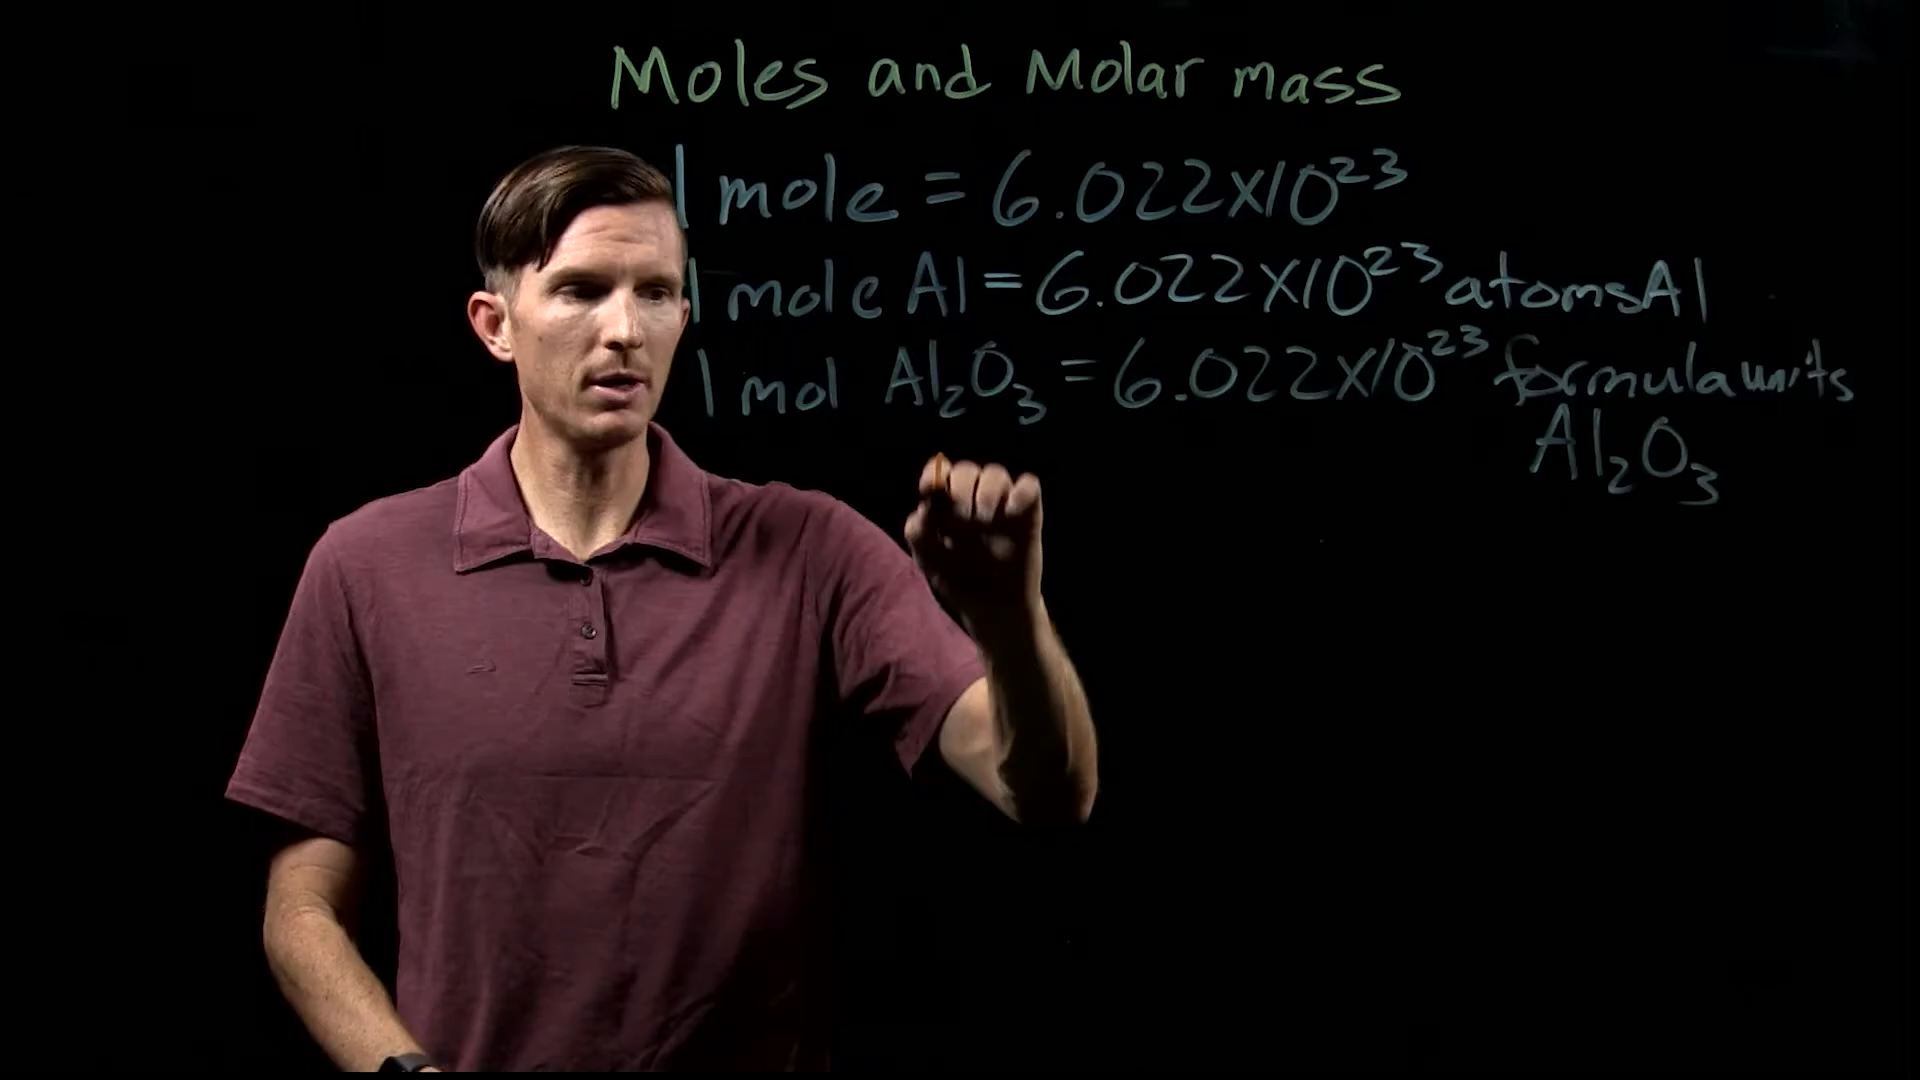 Moles and Molar mass
1 mole = 6.022x10²³
1 mole Al = 6.022x10²³ atoms Al
1 mol Al₂O₃ = 6.022x10²³ formula units
Al₂O₃